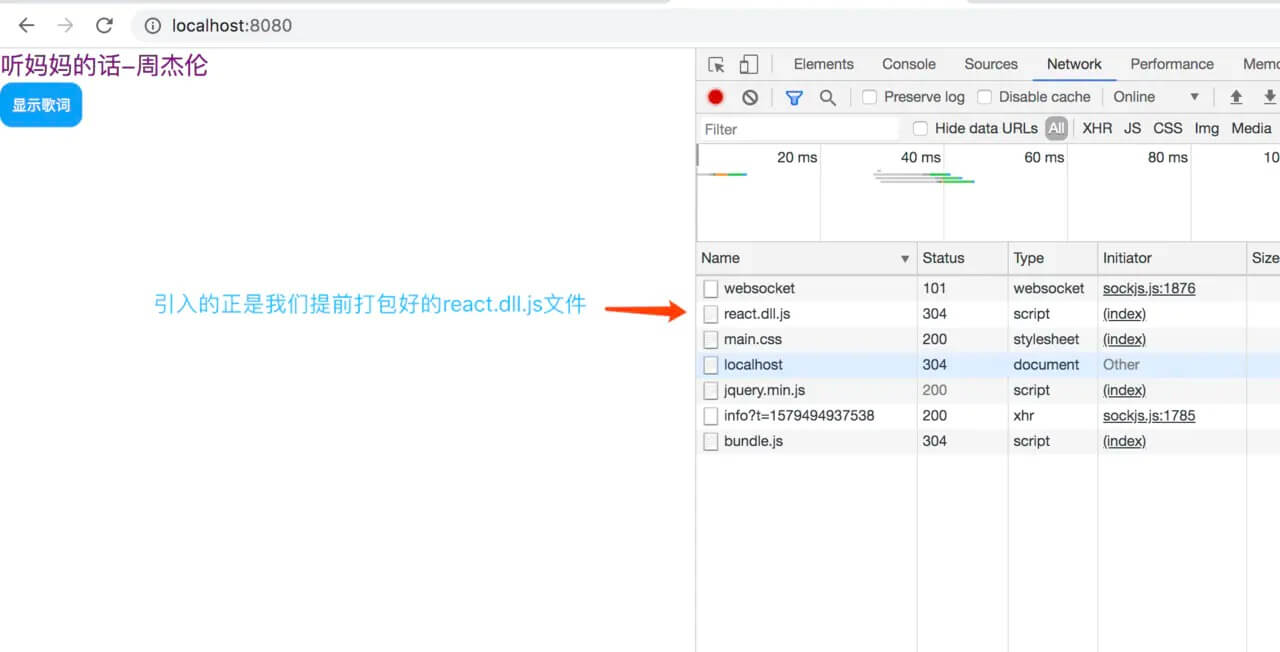 localhost:8080
听妈妈的话-周杰伦
显示歌词
引入的正是我们提前打包好的react.dll.js文件
Elements Console Sources Network Performance Memo
Preserve log Disable cache Online
Filter Hide data URLs All XHR JS CSS Img Media
20 ms 40 ms 60 ms 80 ms 10
Name Status Type Initiator Size
websocket 101 websocket sockjs.js:1876
react.dll.js 304 script (index)
main.css 200 stylesheet (index)
localhost 304 document Other
jquery.min.js 200 script (index)
info?t=1579494937538 200 xhr sockjs.js:1785
bundle.js 304 script (index)